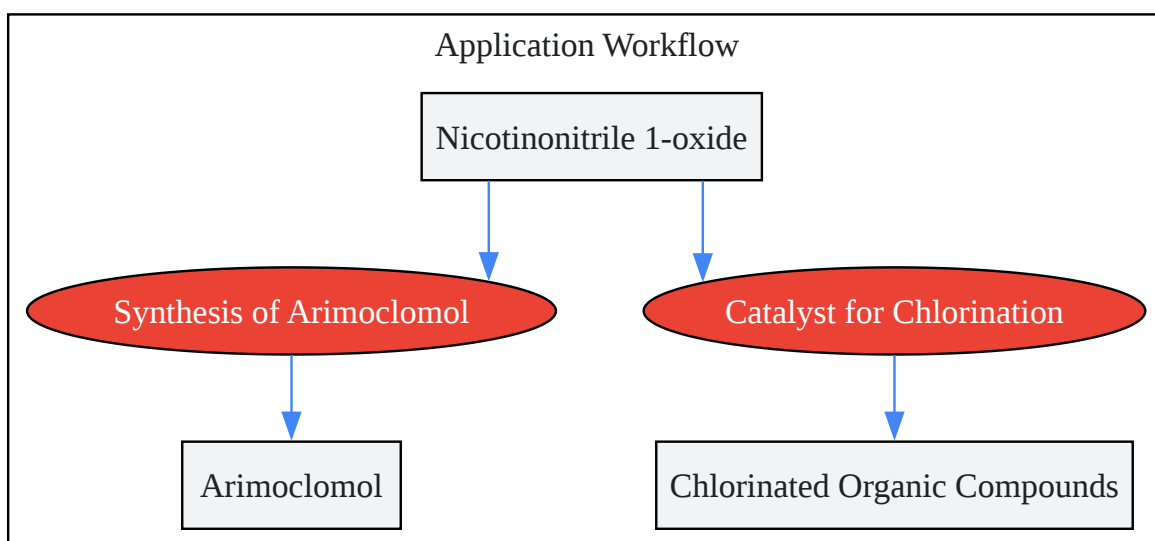 Application Workflow
Nicotinonitrile 1-oxide
Synthesis of Arimoclomol
Catalyst for Chlorination
Arimoclomol
Chlorinated Organic Compounds